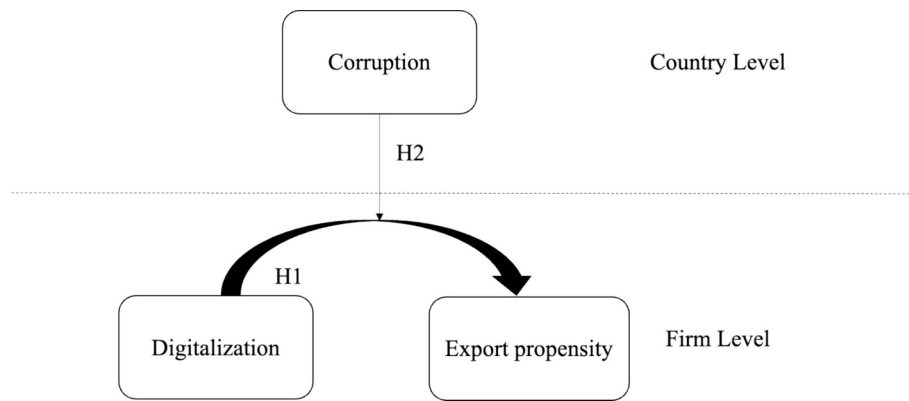 Corruption
Country Level
H2
H1
Digitalization
Export propensity
Firm Level